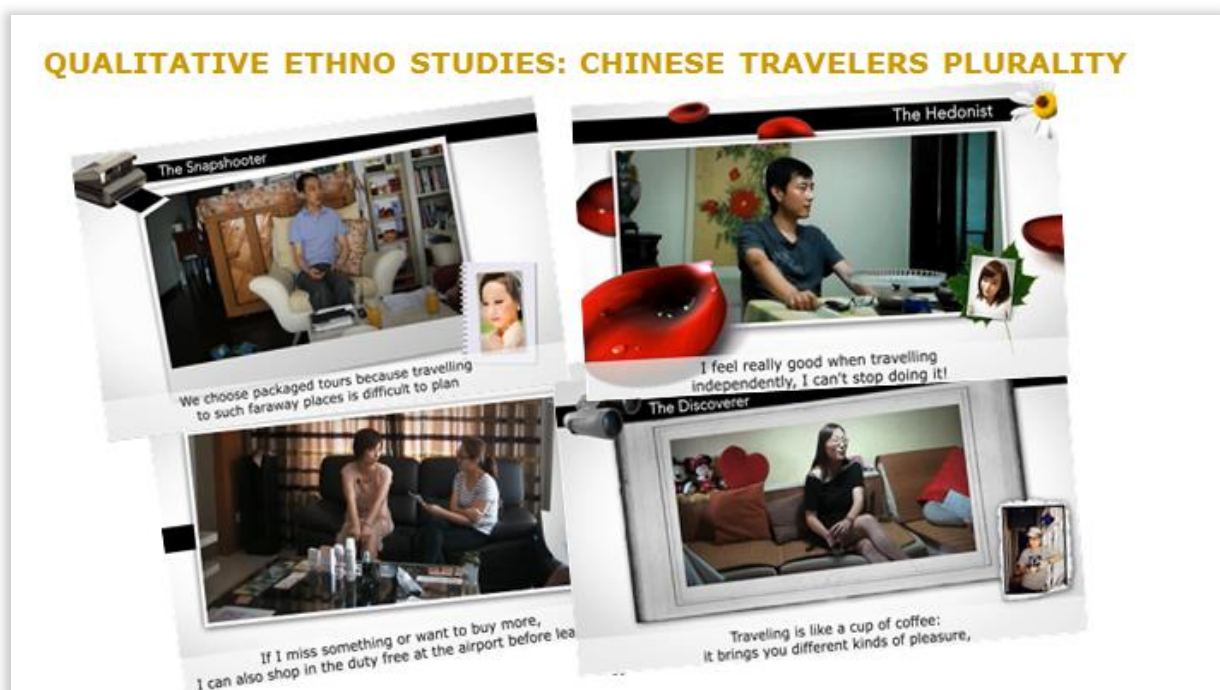 QUALITATIVE ETHNO STUDIES: CHINESE TRAVELERS PLURALITY
The Snapshooter
We choose packaged tours because travelling
to such faraway places is difficult to plan
The Hedonist
I feel really good when travelling
independently, I can't stop doing it!
If I miss something or want to buy more,
I can also shop in the duty free at the airport before lea
The Discoverer
Traveling is like a cup of coffee:
it brings you different kinds of pleasure,